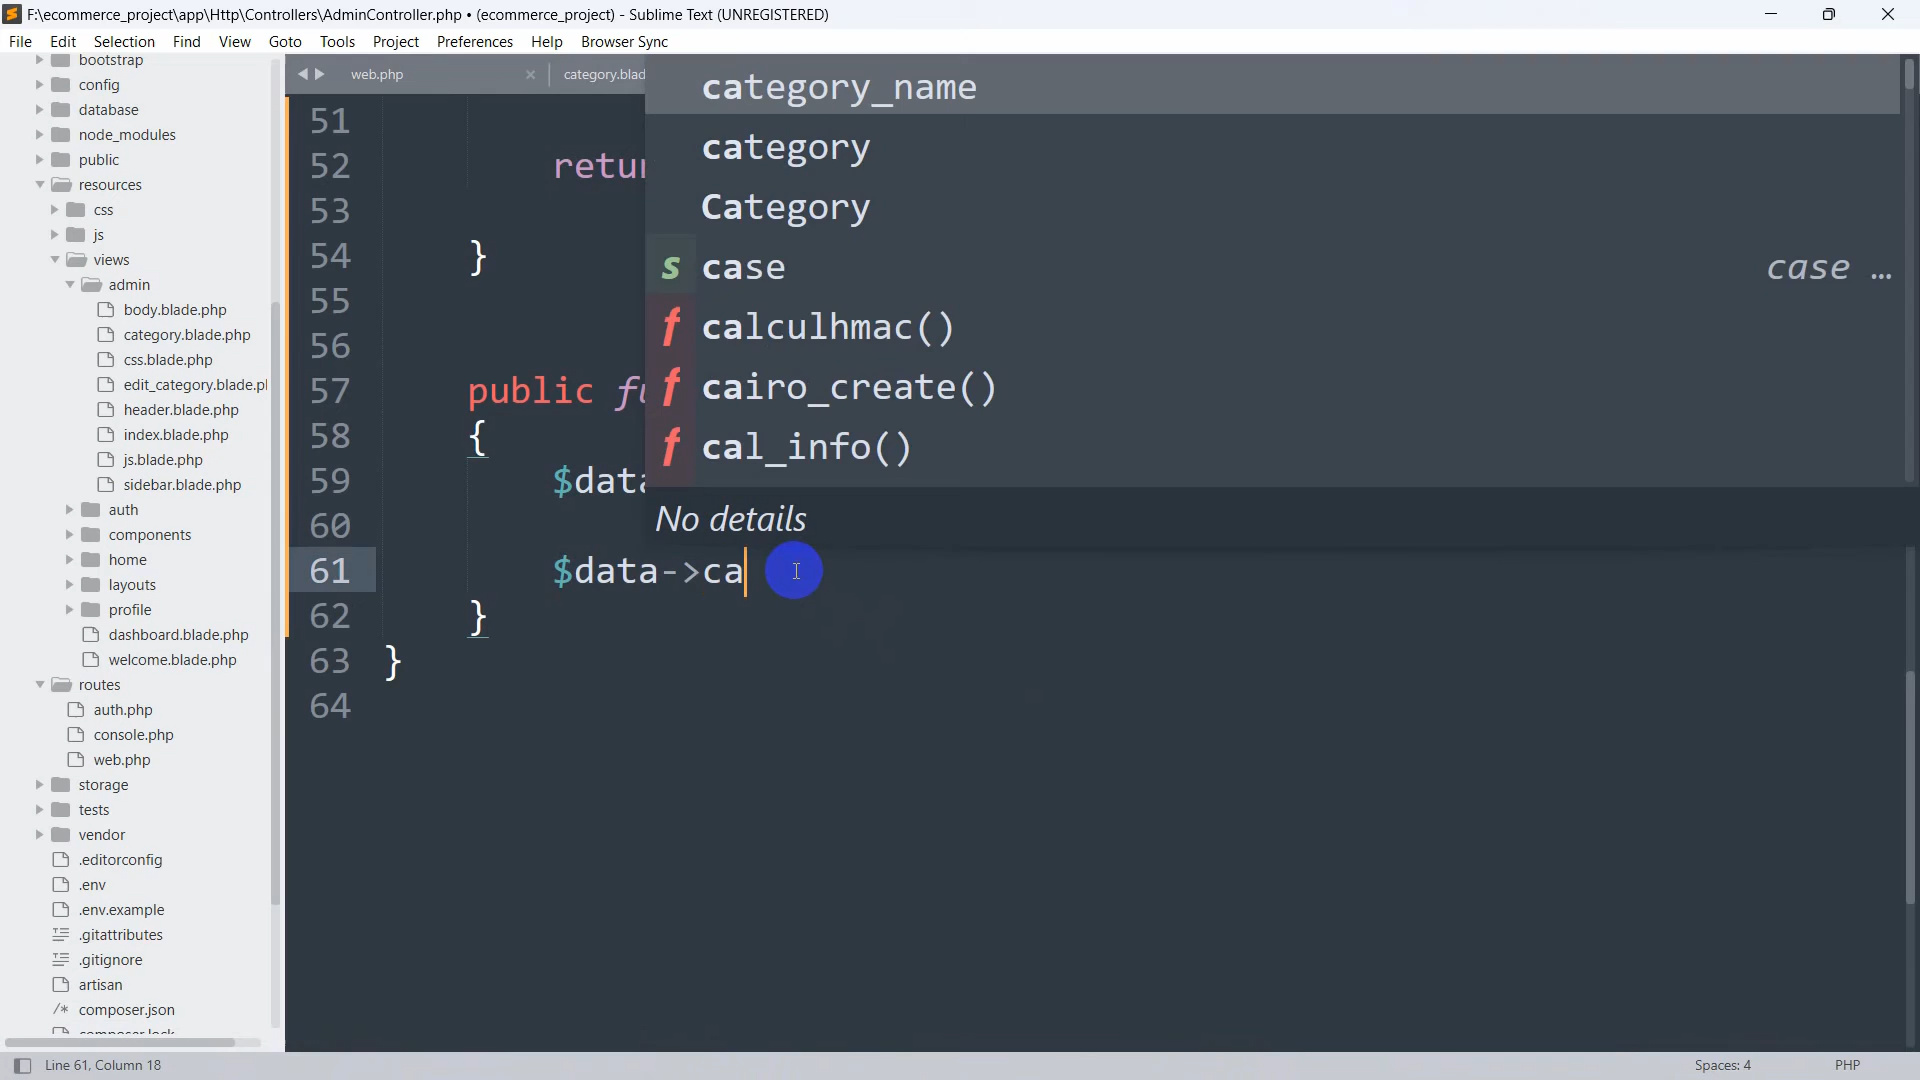 F:\ecommerce_project\app\Http\Controllers\AdminController.php • (ecommerce_project) - Sublime Text (UNREGISTERED)
File Edit Selection Find View Goto Tools Project Preferences Help Browser Sync
bootstrap
config
database
node_modules
public
resources
css
js
views
admin
body.blade.php
category.blade.php
css.blade.php
edit_category.blade.pl
header.blade.php
index.blade.php
js.blade.php
sidebar.blade.php
auth
components
home
layouts
profile
dashboard.blade.php
welcome.blade.php
routes
auth.php
console.php
web.php
storage
tests
vendor
.editorconfig
.env
.env.example
.gitattributes
.gitignore
artisan
/* composer.json
web.php × category.blad
51
52 retur
53
54 }
55
56
57 public fu
58 {
59 $data
60
61 $data->ca
62 }
63 }
64
category_name
category
Category
s case case ...
f calculhmac()
f cairo_create()
f cal_info()
No details
Line 61, Column 18 Spaces: 4 PHP